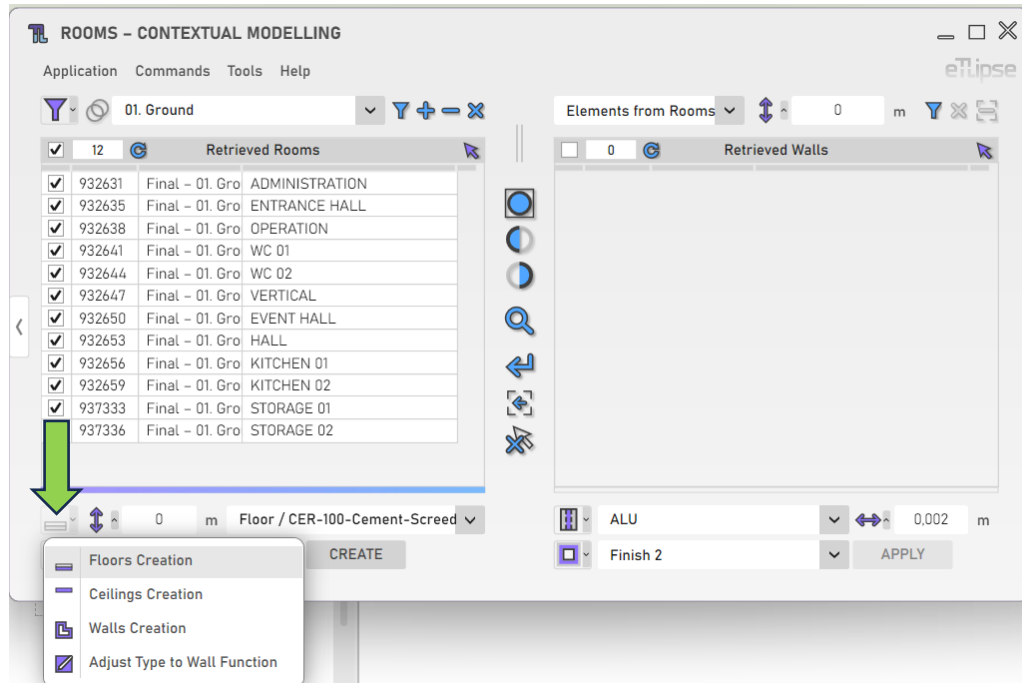 ROOMS – CONTEXTUAL MODELLING
Application Commands Tools Help
eTLipse
01. Ground
Elements from Rooms 0 m
12 Retrieved Rooms
0 Retrieved Walls
932631 Final – 01. Gro ADMINISTRATION
932635 Final – 01. Gro ENTRANCE HALL
932638 Final – 01. Gro OPERATION
932641 Final – 01. Gro WC 01
932644 Final – 01. Gro WC 02
932647 Final – 01. Gro VERTICAL
932650 Final – 01. Gro EVENT HALL
932653 Final – 01. Gro HALL
932656 Final – 01. Gro KITCHEN 01
932659 Final – 01. Gro KITCHEN 02
937333 Final – 01. Gro STORAGE 01
937336 Final – 01. Gro STORAGE 02
0 m Floor / CER-100-Cement-Screed
ALU 0,002 m
CREATE
Finish 2 APPLY
Floors Creation
Ceilings Creation
Walls Creation
Adjust Type to Wall Function